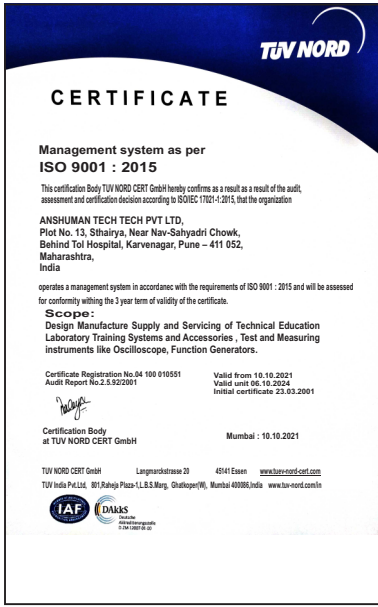 TÜV NORD
CERTIFICATE
Management system as per
ISO 9001 : 2015
This certification Body TUV NORD CERT GmbH hereby confirms as a result as a result of the audit,
assessment and certification decision according to ISO/IEC 17021-1:2015, that the organization
ANSHUMAN TECH TECH PVT LTD,
Plot No. 13, Sthairya, Near Nav-Sahyadri Chowk,
Behind Tol Hospital, Karvenagar, Pune – 411 052,
Maharashtra,
India
operates a management system in accordanec with the requirements of ISO 9001 : 2015 and will be assessed
for conformity withing the 3 year term of validity of the certificate.
Scope:
Design Manufacture Supply and Servicing of Technical Education
Laboratory Training Systems and Accessories , Test and Measuring
instruments like Oscilloscope, Function Generators.
Certificate Registration No.04 100 010551
Audit Report No.2.5.92/2001
Valid from 10.10.2021
Valid unit 06.10.2024
Initial certificate 23.03.2001
Certification Body
at TUV NORD CERT GmbH
Mumbai : 10.10.2021
TUV NORD CERT GmbH Langmarckstrasse 20 45141 Essen www.tuev-nord-cert.com
TUV India Pvt.Ltd, 801,Raheja Plaza-1,L.B.S.Marg, Ghatkoper(W), Mumbai 400086,India www.tuv-nord.com/in
IAF
DAkkS
Deutsche
Akkreditierungsstelle